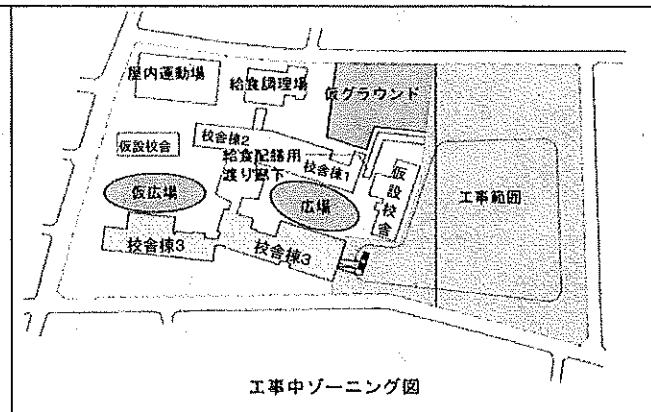 屋内運動場
給食調理場
仮グラウンド
仮設校舎
校舎棟2
給食配膳用
渡り廊下
校舎棟1
仮設校舎
工事範囲
仮広場
広場
校舎棟3
校舎棟3
工事中ゾーニング図